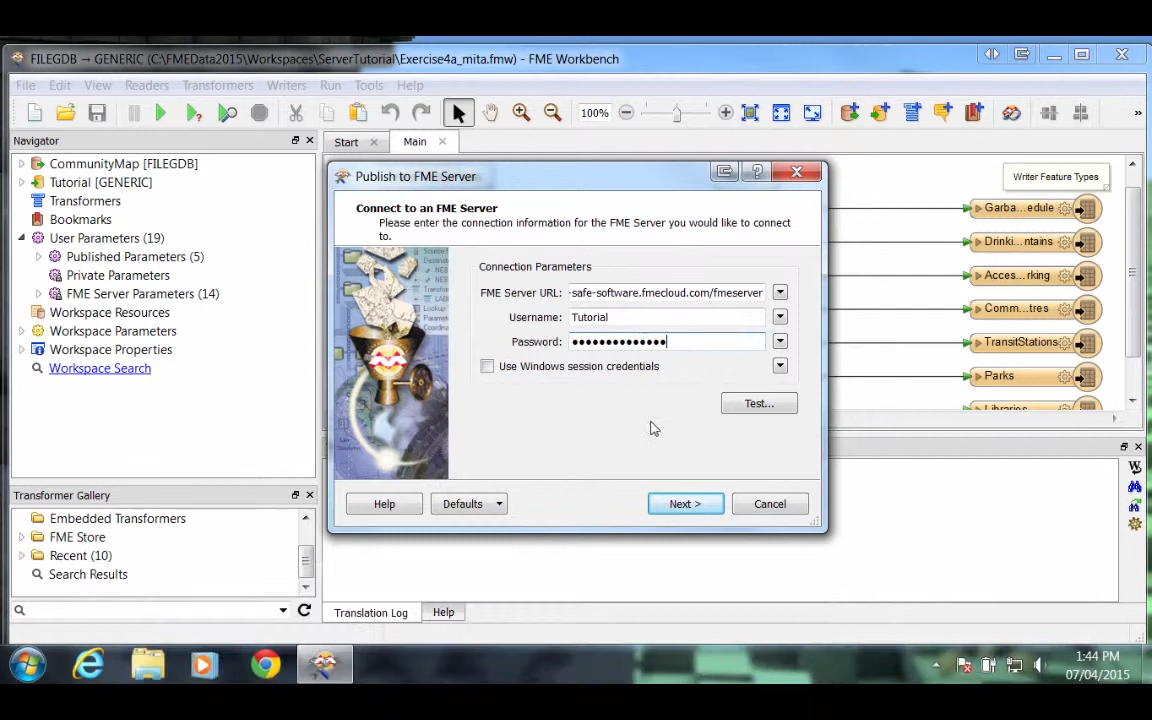 FILEGDB → GENERIC (C:\FMEData2015\Workspaces\ServerTutorial\Exercise4a_mita.fmw) - FME Workbench
File Edit View Readers Transformers Writers Run Tools Help
100%
»
Navigator
Start
Main
CommunityMap [FILEGDB]
Tutorial [GENERIC]
Transformers
Bookmarks
User Parameters (19)
Published Parameters (5)
Private Parameters
FME Server Parameters (14)
Workspace Resources
Workspace Parameters
Workspace Properties
Workspace Search
Publish to FME Server
Connect to an FME Server
Please enter the connection information for the FME Server you would like to connect
to.
Connection Parameters
FME Server URL: -safe-software.fmecloud.com/fmeserver
Username: Tutorial
Password: ●●●●●●●●●●●●●●
Use Windows session credentials
Test...
Help
Defaults
Next >
Cancel
Writer Feature Types
Garba...edule
Drinki...ntains
Acces...rking
Comm...tres
TransitStations
Parks
Libraries
Transformer Gallery
Embedded Transformers
FME Store
Recent (10)
Search Results
Translation Log
Help
1:44 PM
07/04/2015